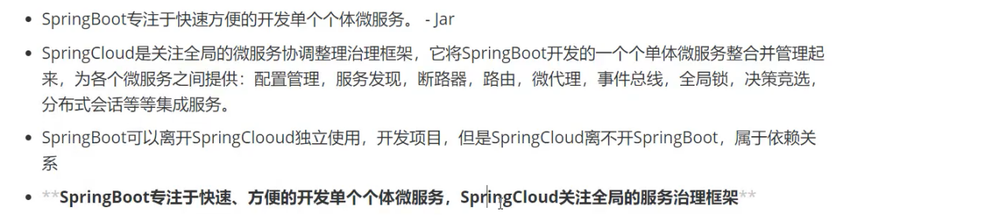 SpringBoot专注于快速方便的开发单个个体微服务。 - Jar
SpringCloud是关注全局的微服务协调整理治理框架，它将SpringBoot开发的一个个单体微服务整合并管理起
来，为各个微服务之间提供：配置管理，服务发现，断路器，路由，微代理，事件总线，全局锁，决策竞选，
分布式会话等等集成服务。
SpringBoot可以离开SpringClooud独立使用，开发项目，但是SpringCloud离不开SpringBoot，属于依赖关
系
**SpringBoot专注于快速、方便的开发单个个体微服务，SpringCloud关注全局的服务治理框架**